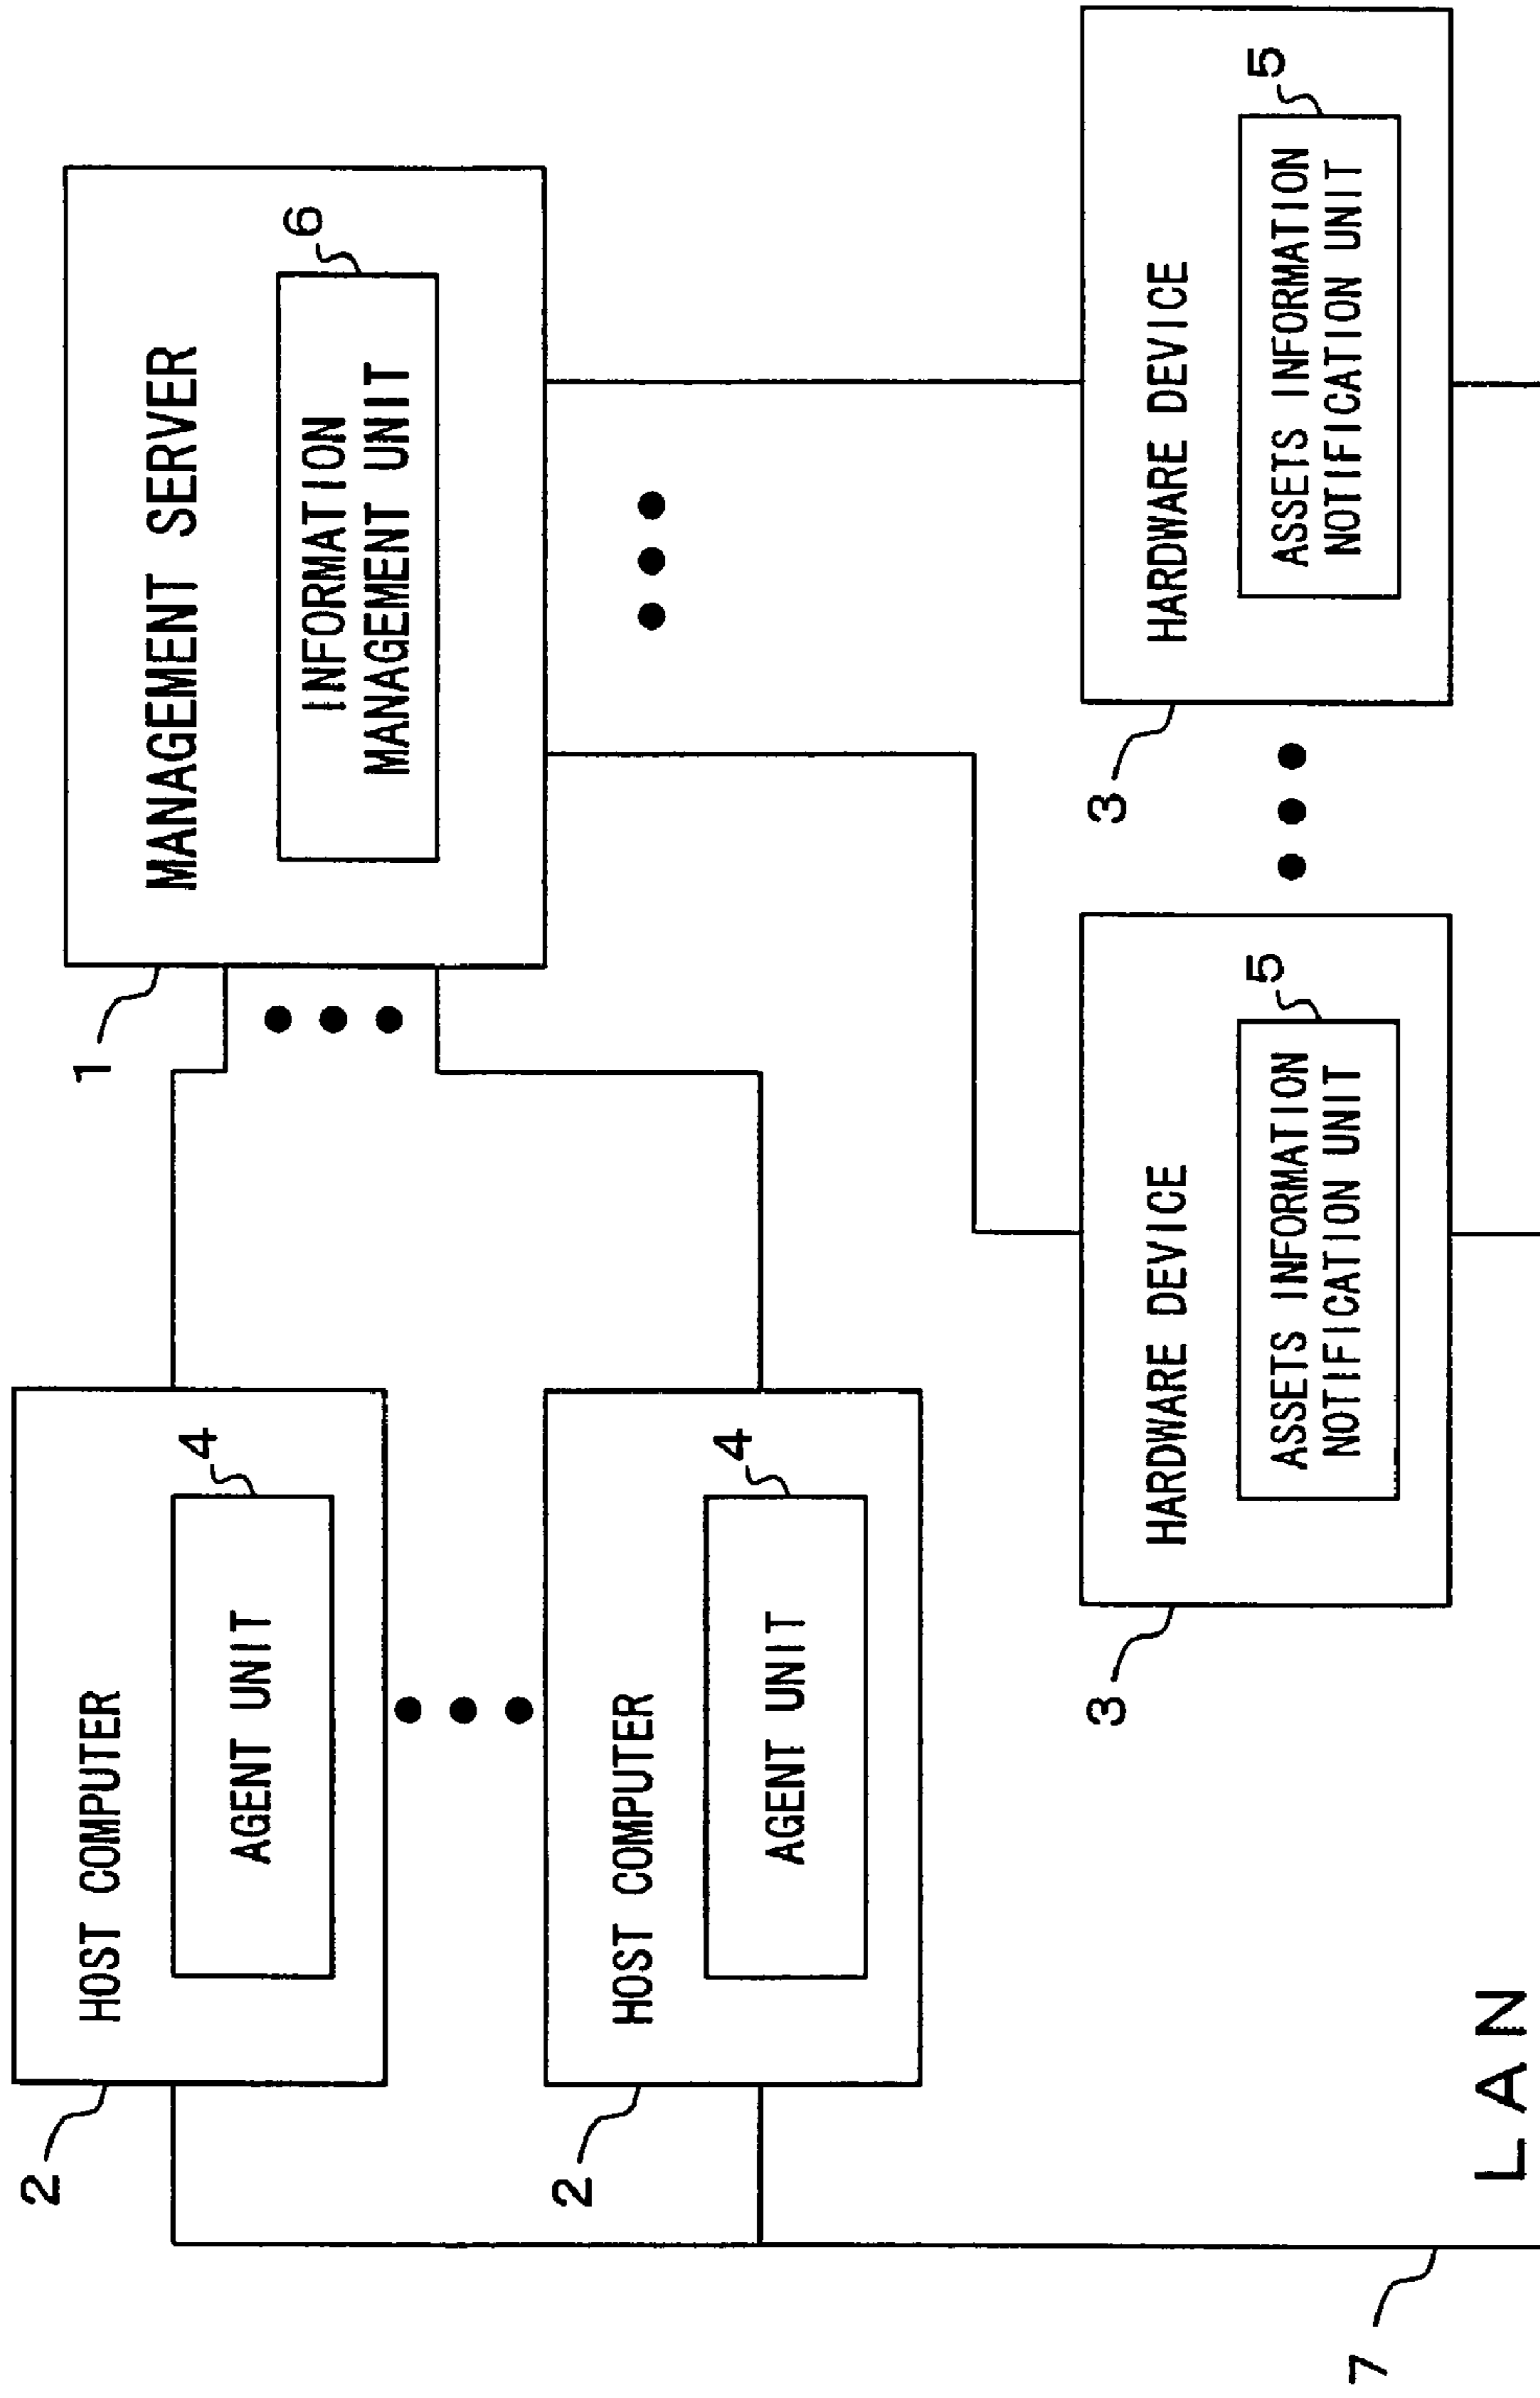 MANAGEMENT SERVER
INFORMATION
MANAGEMENT UNIT
6
1
HOST COMPUTER
AGENT UNIT
4
2
HOST COMPUTER
AGENT UNIT
4
2
HARDWARE DEVICE
ASSETS INFORMATION
NOTIFICATION UNIT
5
3
HARDWARE DEVICE
ASSETS INFORMATION
NOTIFICATION UNIT
5
3
LAN
7